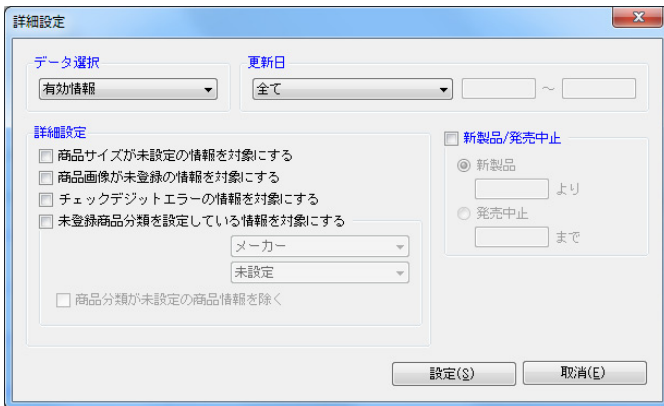 詳細設定
データ選択
有効情報
更新日
全て
～
詳細設定
商品サイズが未設定の情報を対象にする
商品画像が未登録の情報を対象にする
チェックデジットエラーの情報を対象にする
未登録商品分類を設定している情報を対象にする
メーカー
未設定
商品分類が未設定の商品情報を除く
新製品/発売中止
新製品
より
発売中止
まで
設定(S)
取消(E)